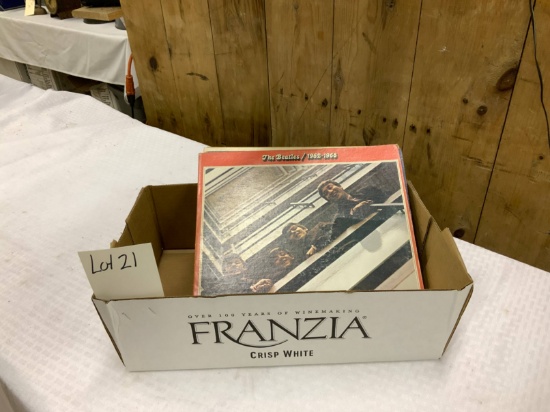 The Beatles / 1962-1966
Lot 21
OVER 100 YEARS OF WINEMAKING
FRANZIA®
CRISP WHITE